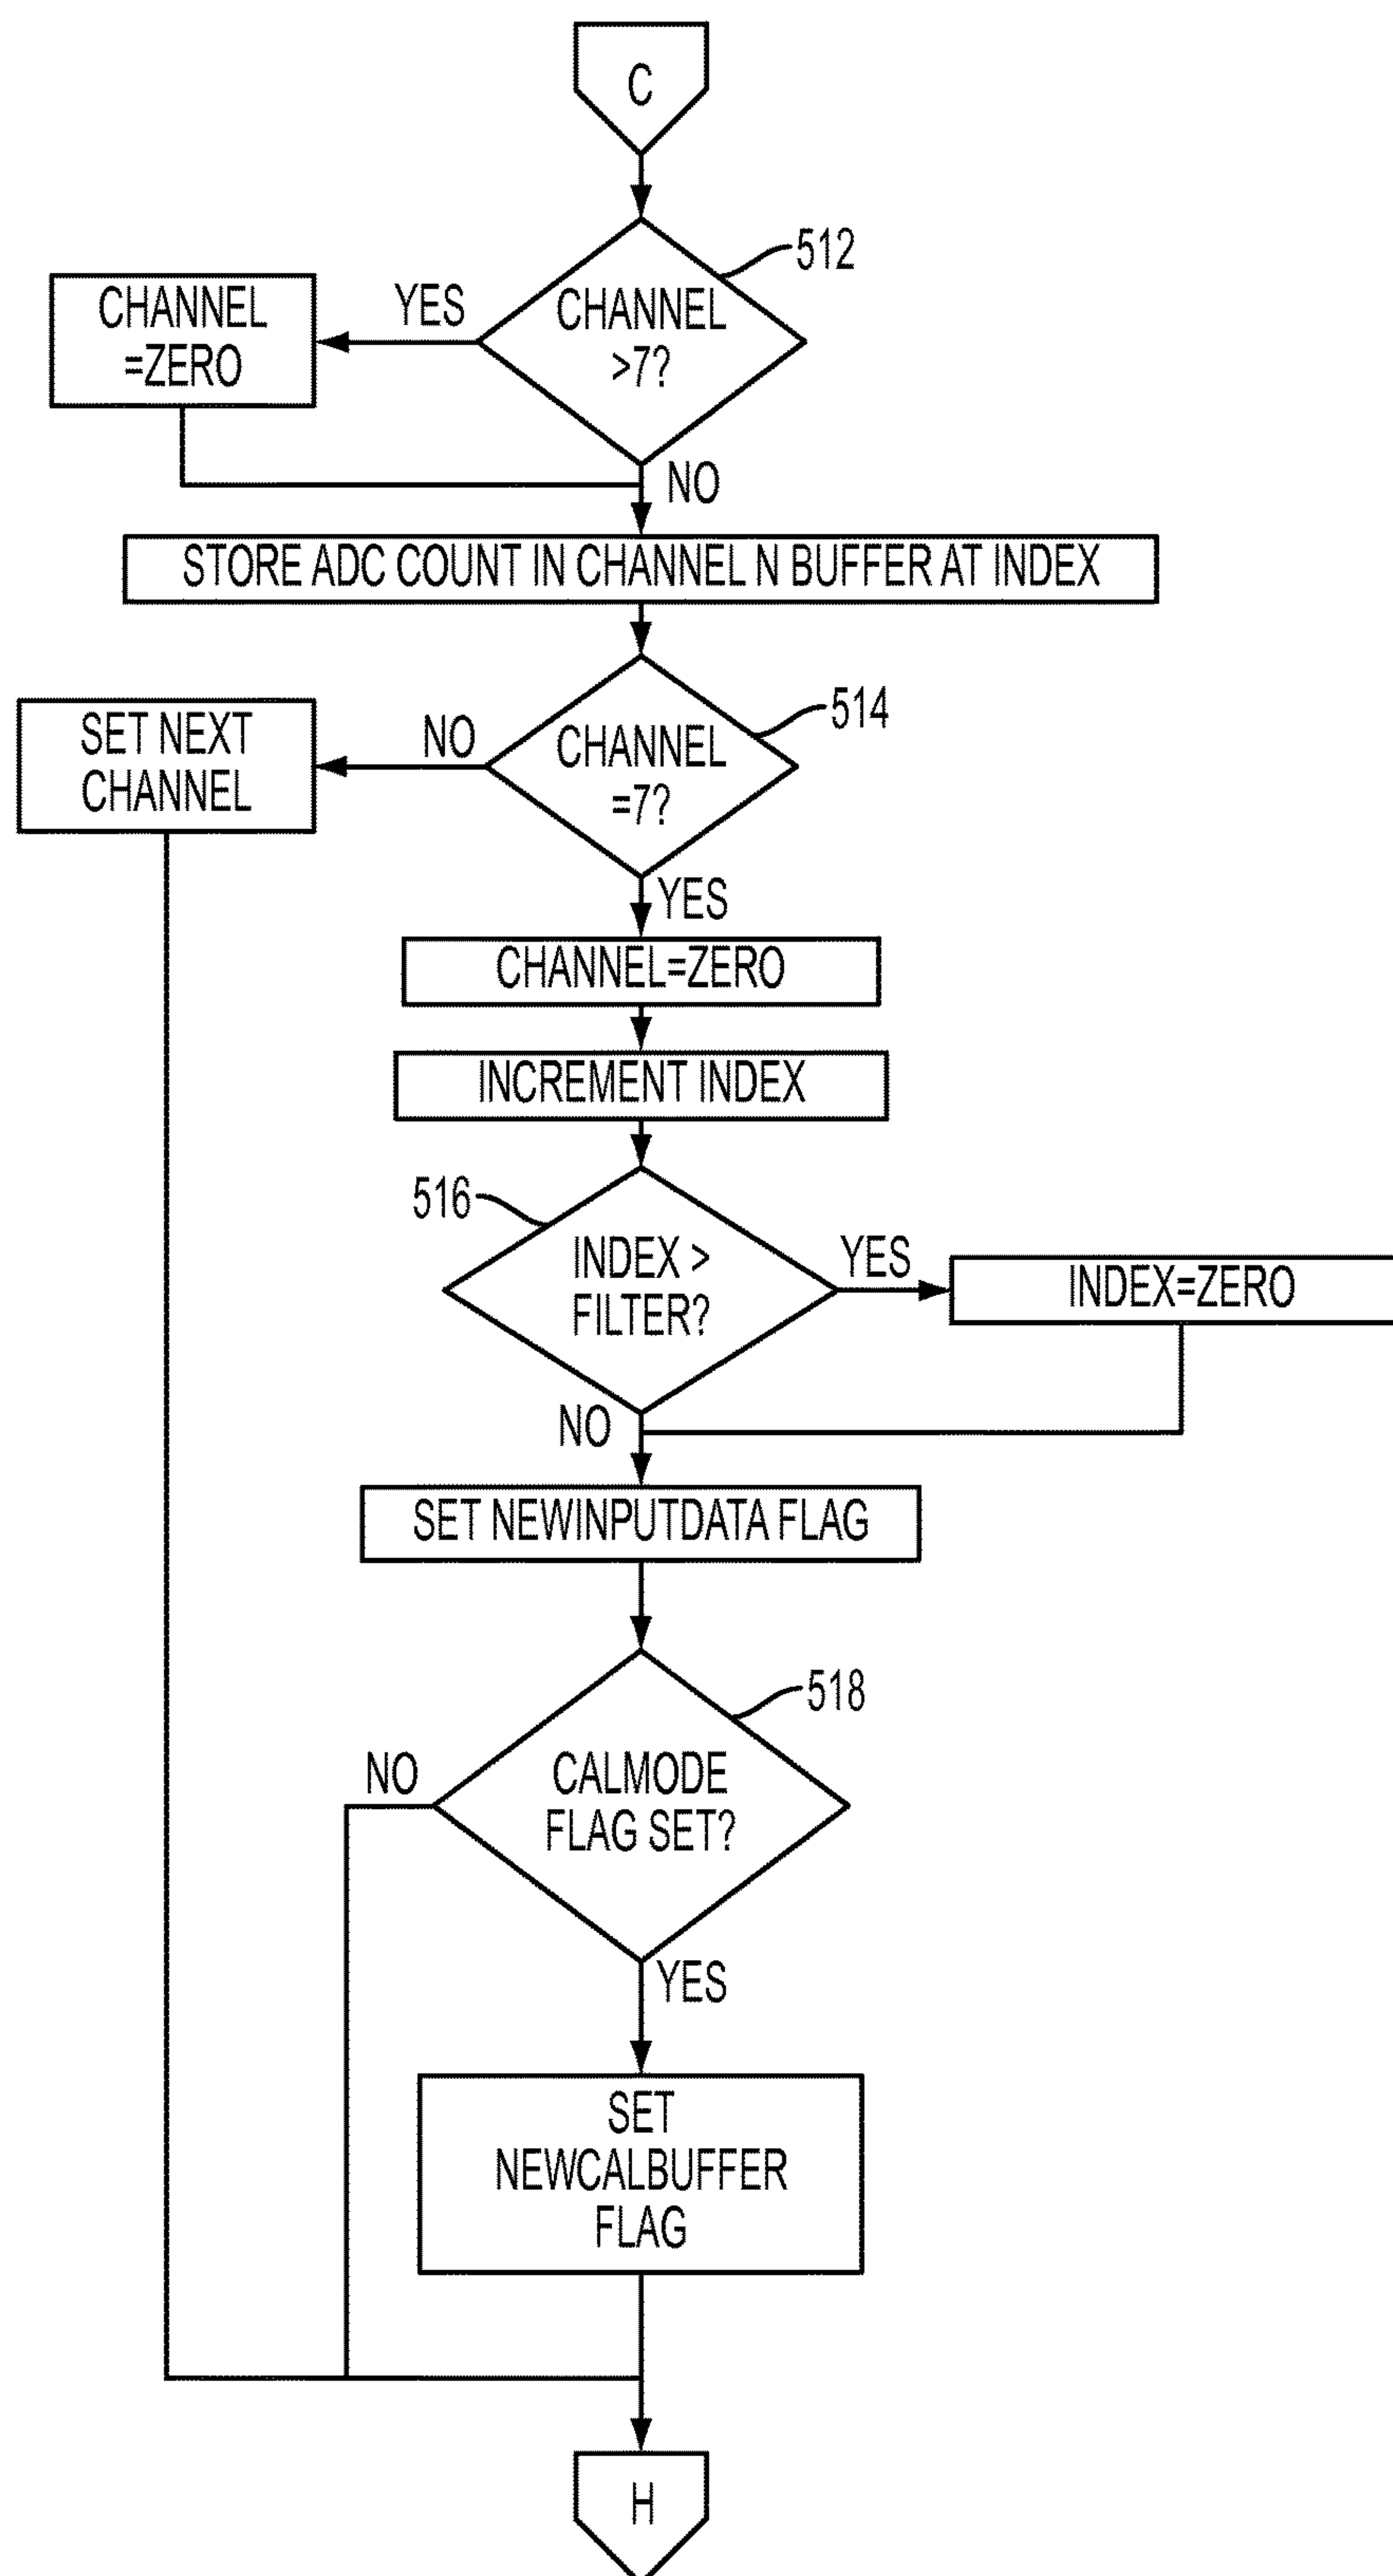 C
512
CHANNEL
>7?
YES
CHANNEL
=ZERO
NO
STORE ADC COUNT IN CHANNEL N BUFFER AT INDEX
514
CHANNEL
=7?
NO
SET NEXT
CHANNEL
YES
CHANNEL=ZERO
INCREMENT INDEX
516
INDEX >
FILTER?
YES
INDEX=ZERO
NO
SET NEWINPUTDATA FLAG
518
CALMODE
FLAG SET?
NO
YES
SET
NEWCALBUFFER
FLAG
H